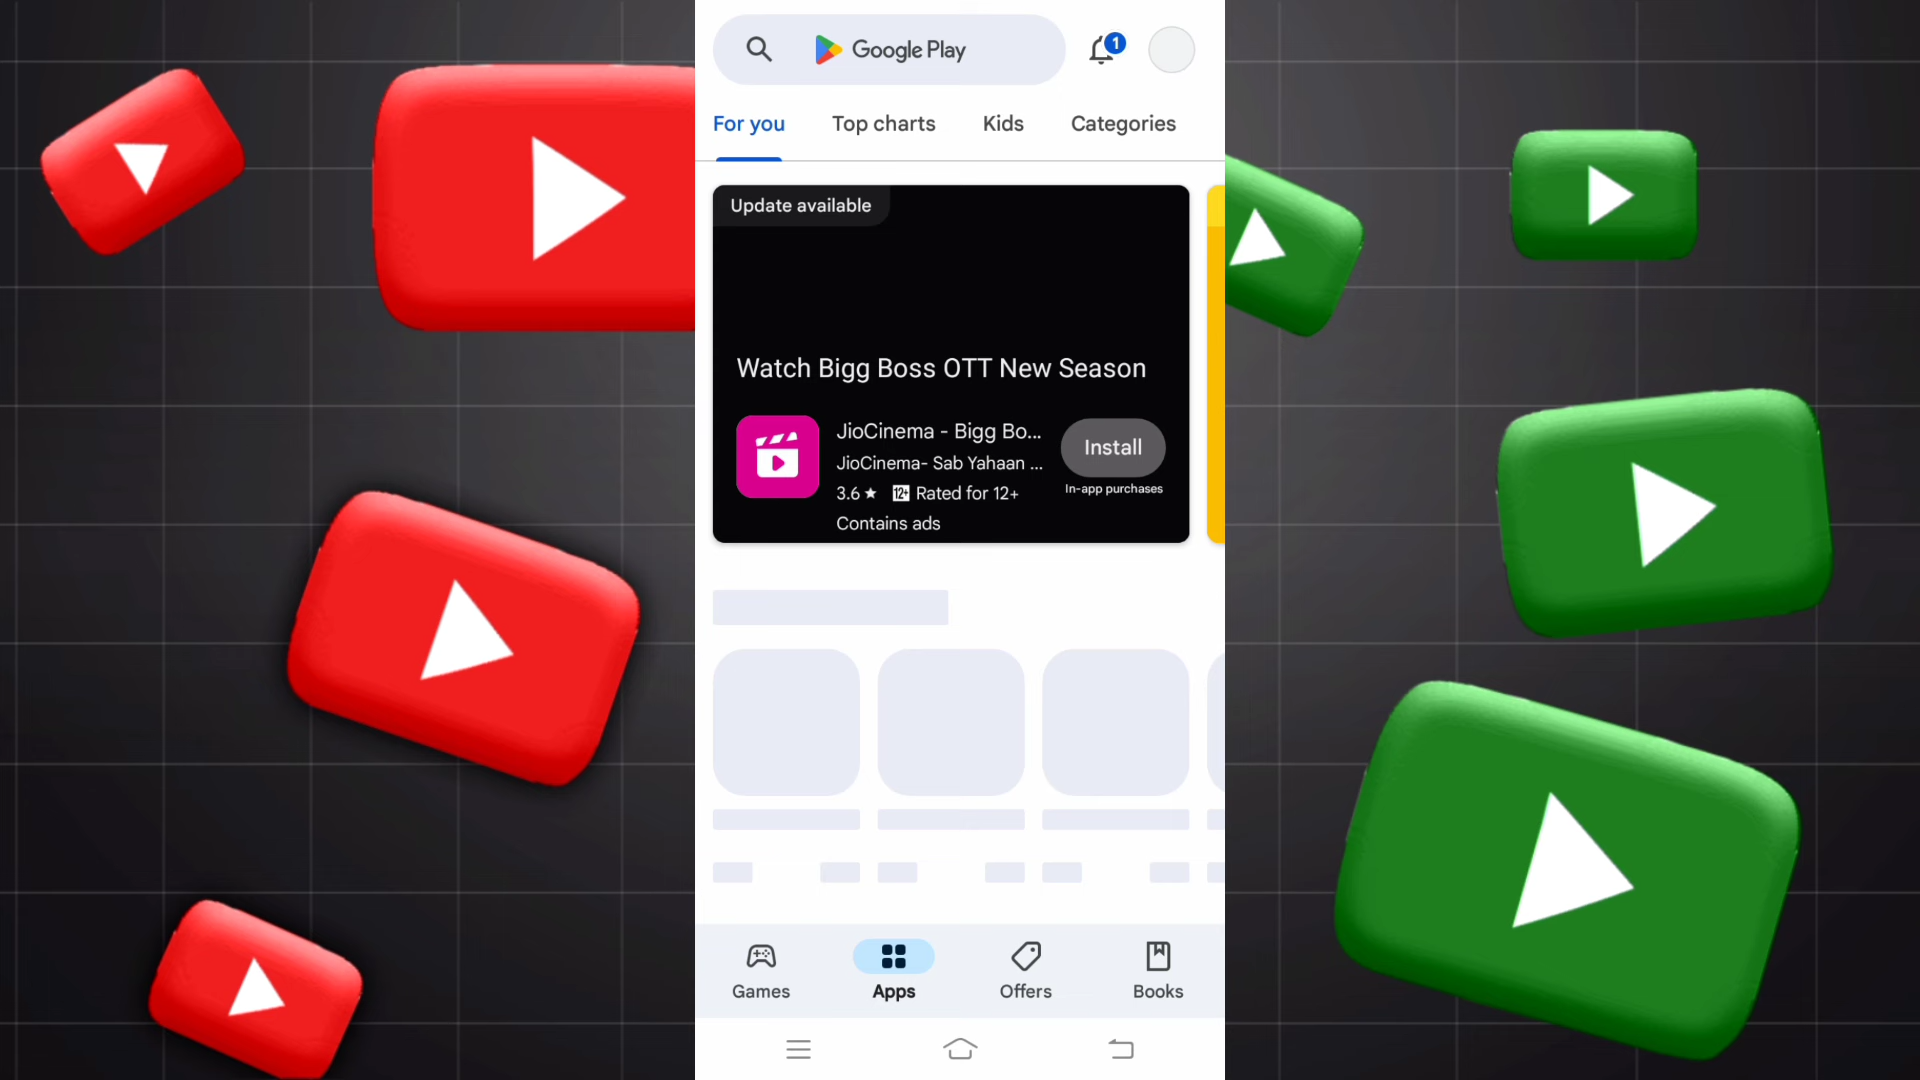 Google Play
1
For you
Top charts
Kids
Categories
Update available
Watch Bigg Boss OTT New Season
JioCinema - Bigg Bo...
JioCinema- Sab Yahaan ...
3.6 ★ 12+ Rated for 12+
Contains ads
Install
In-app purchases
Games
Apps
Offers
Books